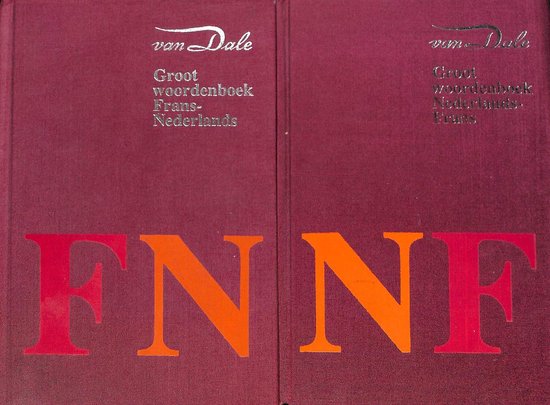 van Dale
Groot
woordenboek
Frans-
Nederlands
FN
van Dale
Groot
woordenboek
Nederlands-
Frans
NF